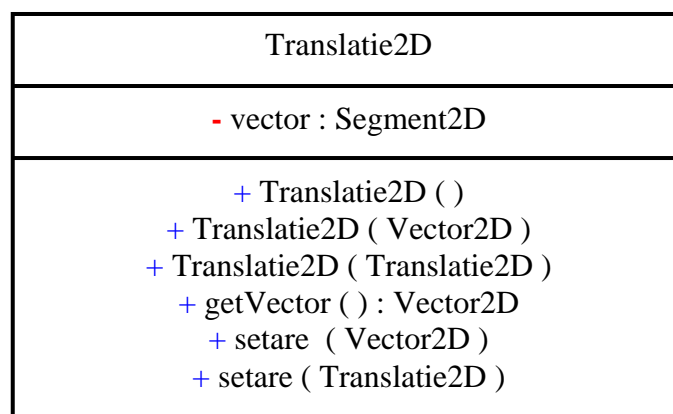 Translatie2D
- vector : Segment2D
+ Translatie2D ( )
+ Translatie2D ( Vector2D )
+ Translatie2D ( Translatie2D )
+ getVector ( ) : Vector2D
+ setare ( Vector2D )
+ setare ( Translatie2D )